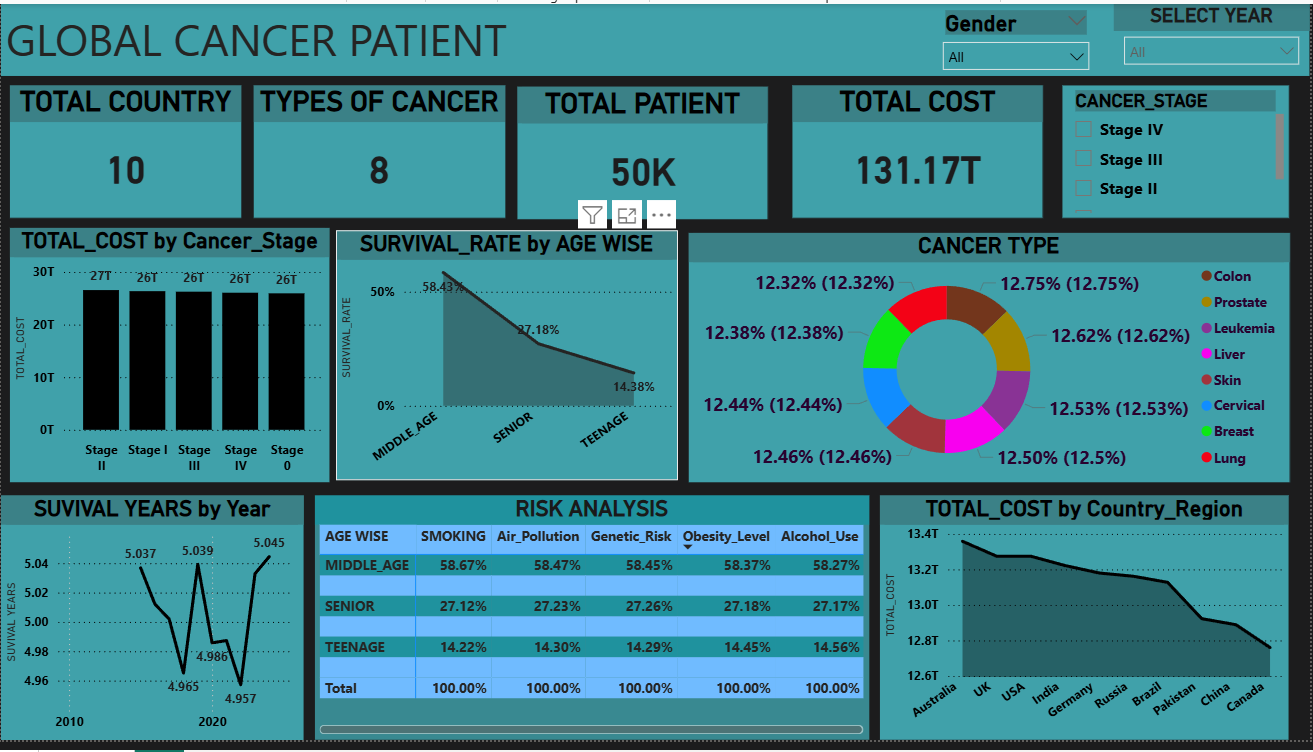 GLOBAL CANCER PATIENT
Gender
All
SELECT YEAR
All
TOTAL COUNTRY
10
TYPES OF CANCER
8
TOTAL PATIENT
50K
TOTAL COST
131.17T
CANCER_STAGE
Stage IV
Stage III
Stage II
TOTAL_COST by Cancer_Stage
TOTAL_COST
30T
20T
10T
0T
27T
26T
26T
26T
26T
Stage II
Stage I
Stage III
Stage IV
Stage 0
SURVIVAL_RATE by AGE WISE
SURVIVAL_RATE
50%
0%
58.43%
27.18%
14.38%
MIDDLE_AGE
SENIOR
TEENAGE
CANCER TYPE
12.32% (12.32%)
12.75% (12.75%)
12.38% (12.38%)
12.62% (12.62%)
12.44% (12.44%)
12.53% (12.53%)
12.46% (12.46%)
12.50% (12.5%)
Colon
Prostate
Leukemia
Liver
Skin
Cervical
Breast
Lung
SUVIVAL YEARS by Year
SUVIVAL YEARS
5.04
5.02
5.00
4.98
4.96
5.037
5.039
5.045
4.965
4.986
4.957
2010
2020
RISK ANALYSIS
AGE WISE SMOKING Air_Pollution Genetic_Risk Obesity_Level Alcohol_Use
MIDDLE_AGE 58.67% 58.47% 58.45% 58.37% 58.27%
SENIOR 27.12% 27.23% 27.26% 27.18% 27.17%
TEENAGE 14.22% 14.30% 14.29% 14.45% 14.56%
Total 100.00% 100.00% 100.00% 100.00% 100.00%
TOTAL_COST by Country_Region
TOTAL_COST
13.4T
13.2T
13.0T
12.8T
12.6T
Australia
UK
USA
India
Germany
Russia
Brazil
Pakistan
China
Canada